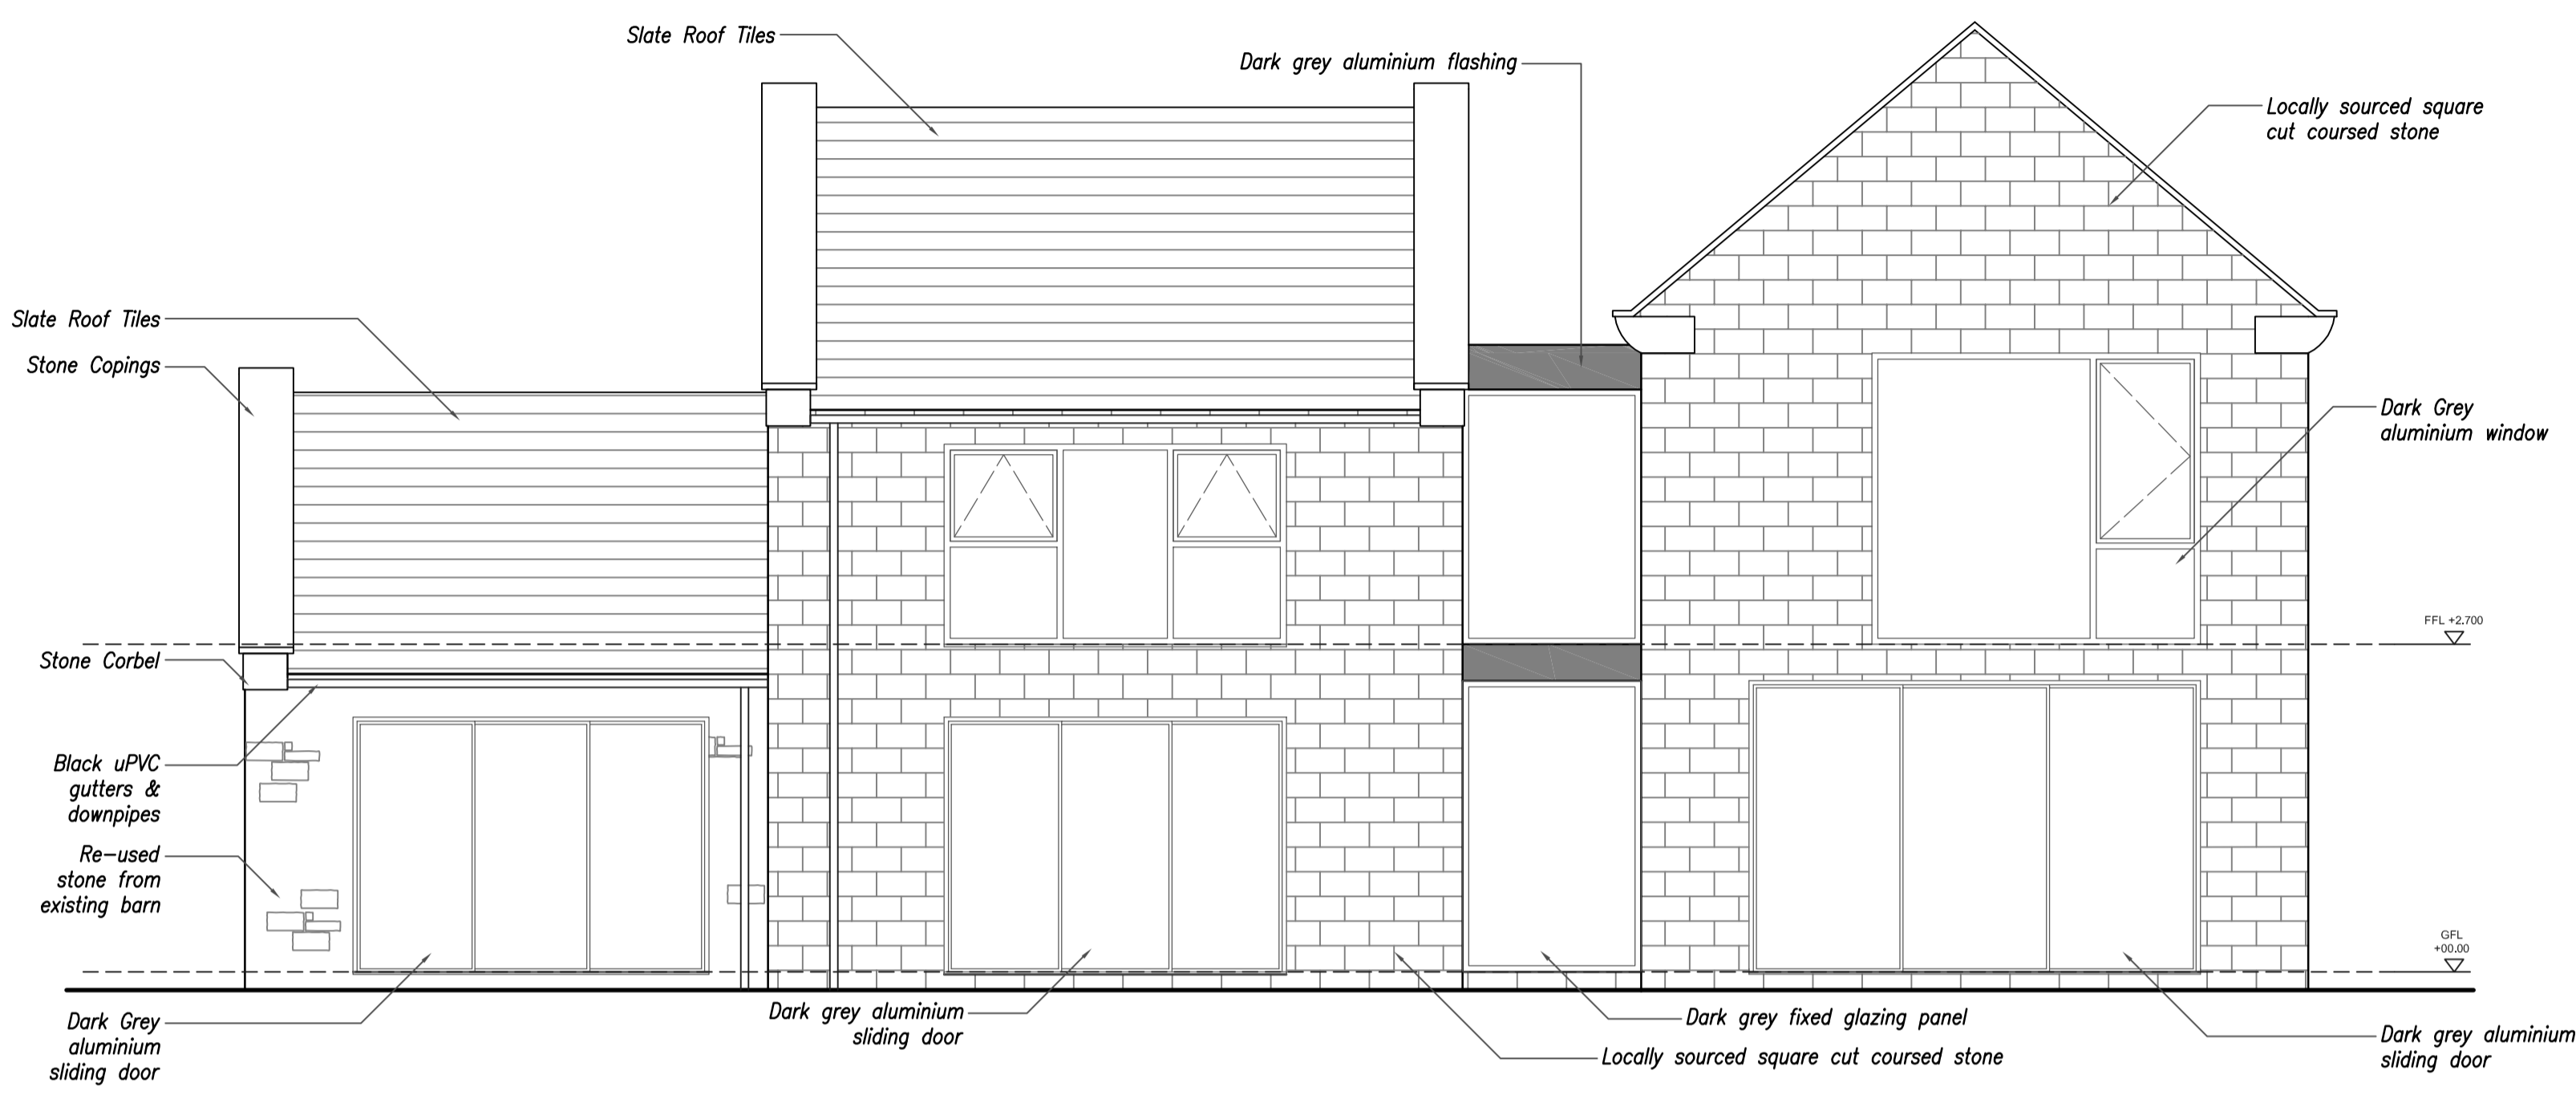 Slate Roof Tiles
Dark grey aluminium flashing
Locally sourced square
cut coursed stone
Slate Roof Tiles
Stone Copings
Dark Grey
aluminium window
FFL +2.700
Stone Corbel
Black uPVC
gutters &
downpipes
Re-used
stone from
existing barn
GFL
+00.00
Dark Grey
aluminium
sliding door
Dark grey aluminium
sliding door
Dark grey fixed glazing panel
Locally sourced square cut coursed stone
Dark grey aluminium
sliding door